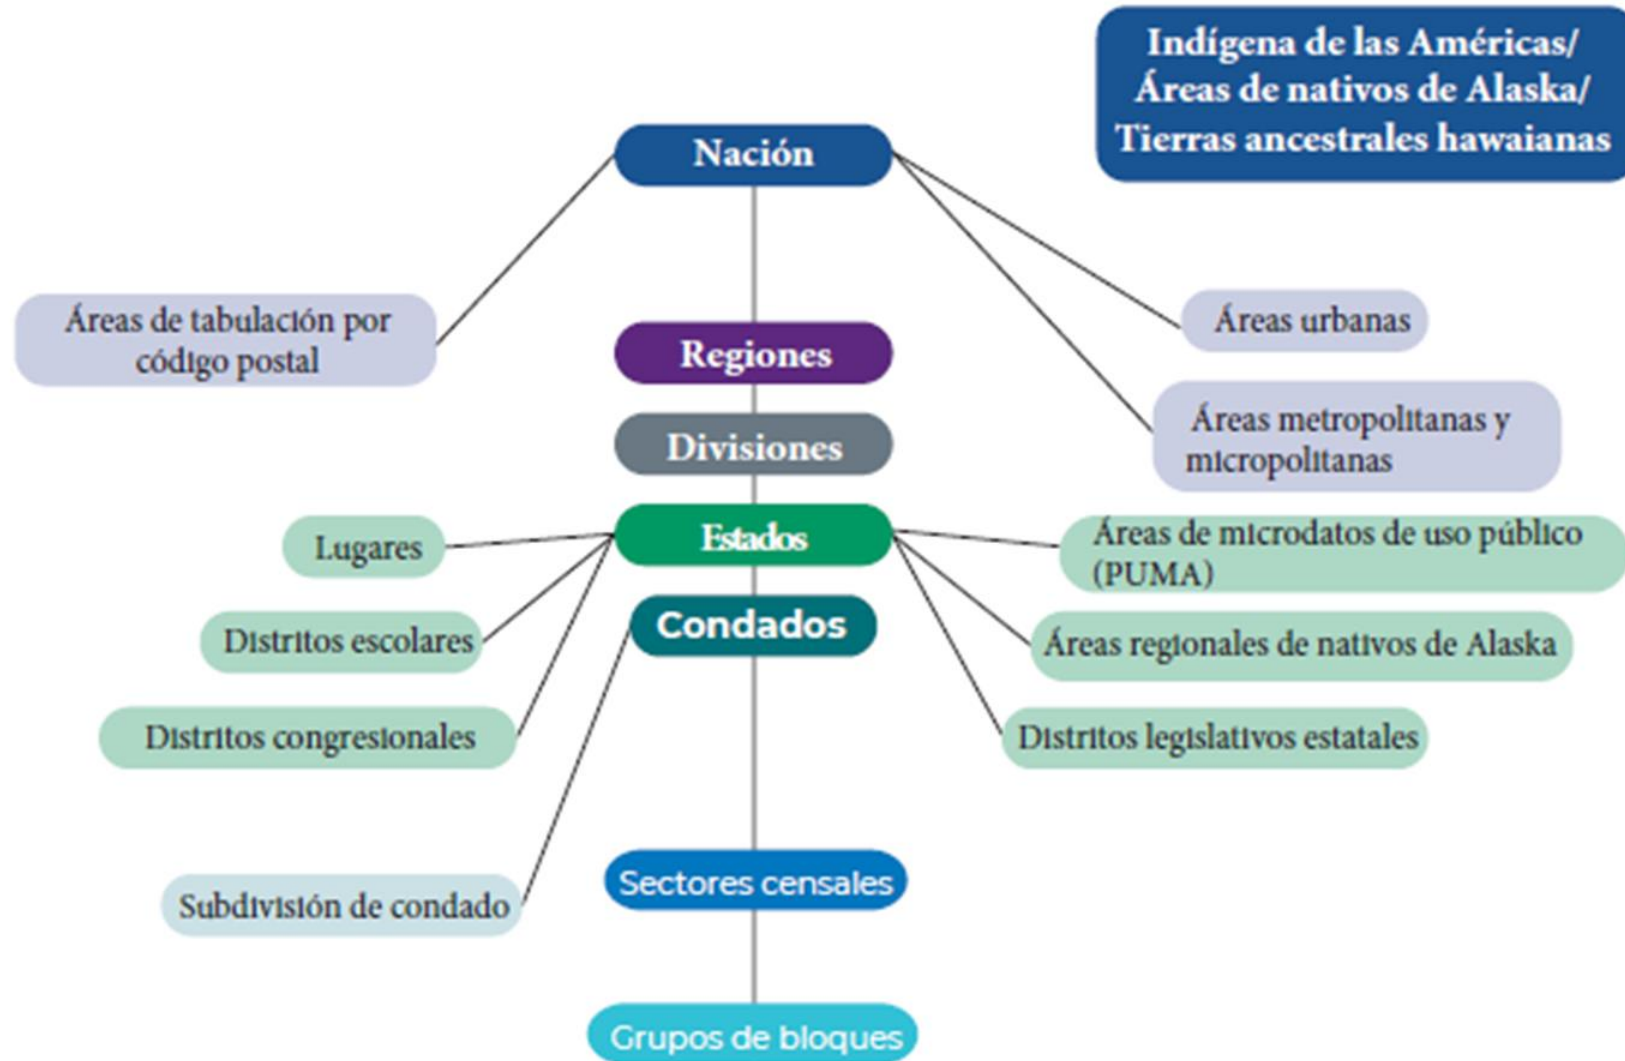 Indígena de las Américas/
Áreas de nativos de Alaska/
Tierras ancestrales hawaianas
Nación
Áreas de tabulación por
código postal
Áreas urbanas
Regiones
Áreas metropolitanas y
micropolitanas
Divisiones
Estados
Lugares
Áreas de microdatos de uso público
(PUMA)
Condados
Distritos escolares
Áreas regionales de nativos de Alaska
Distritos congresionales
Distritos legislativos estatales
Sectores censales
Subdivisión de condado
Grupos de bloques